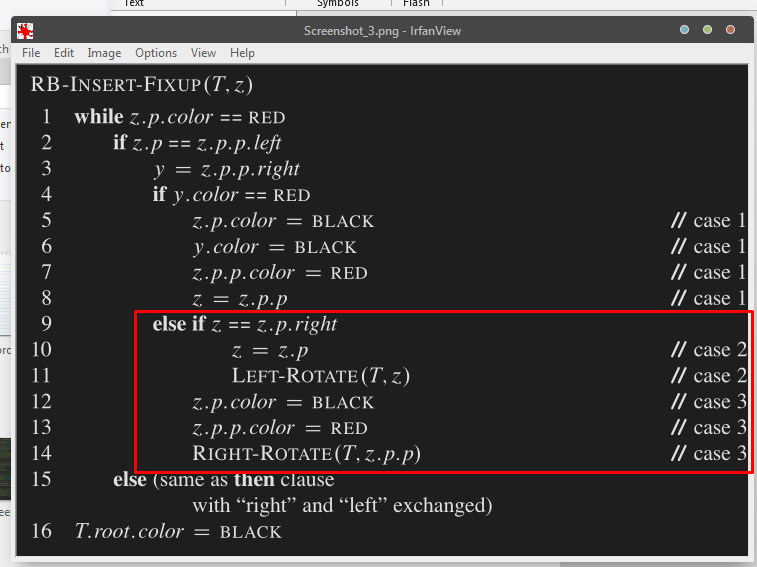 Text
Symbols
Flash
Screenshot_3.png - IrfanView
File Edit Image Options View Help
RB-INSERT-FIXUP(T, z)
1 while z.p.color == RED
2 if z.p == z.p.p.left
3 y = z.p.p.right
4 if y.color == RED
5 z.p.color = BLACK // case 1
6 y.color = BLACK // case 1
7 z.p.p.color = RED // case 1
8 z = z.p.p // case 1
9 else if z == z.p.right
10 z = z.p // case 2
11 LEFT-ROTATE(T, z) // case 2
12 z.p.color = BLACK // case 3
13 z.p.p.color = RED // case 3
14 RIGHT-ROTATE(T, z.p.p) // case 3
15 else (same as then clause
with “right” and “left” exchanged)
16 T.root.color = BLACK